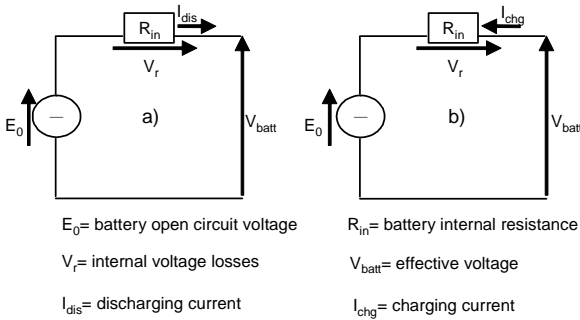 I_dis
R_in
V_r
E_0
a)
V_batt
I_chg
R_in
V_r
E_0
b)
V_batt
E_0= battery open circuit voltage
R_in= battery internal resistance
V_r= internal voltage losses
V_batt= effective voltage
I_dis= discharging current
I_chg= charging current